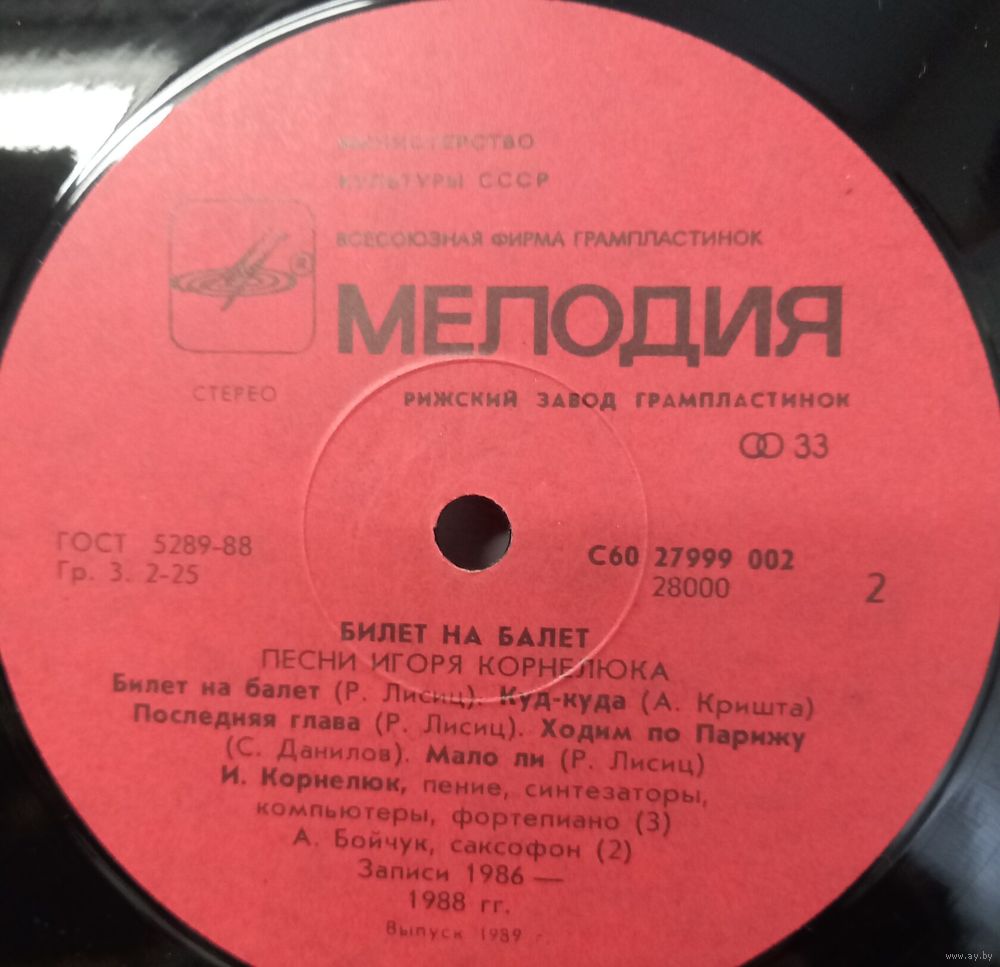 МИНИСТЕРСТВО
КУЛЬТУРЫ СССР
ВСЕСОЮЗНАЯ ФИРМА ГРАМПЛАСТИНОК
®
МЕЛОДИЯ
СТЕРЕО
РИЖСКИЙ ЗАВОД ГРАМПЛАСТИНОК
33
ГОСТ 5289-88
Гр. 3. 2-25
С60 27999 002
28000
2
БИЛЕТ НА БАЛЕТ
ПЕСНИ ИГОРЯ КОРНЕЛЮКА
Билет на балет (Р. Лисиц). Куд-куда (А. Кришта)
Последняя глава (Р. Лисиц). Ходим по Парижу
(С. Данилов). Мало ли (Р. Лисиц)
И. Корнелюк, пение, синтезаторы,
компьютеры, фортепиано (3)
А. Бойчук, саксофон (2)
Записи 1986 —
1988 гг.
Выпуск 1989 г.
www.ay.by